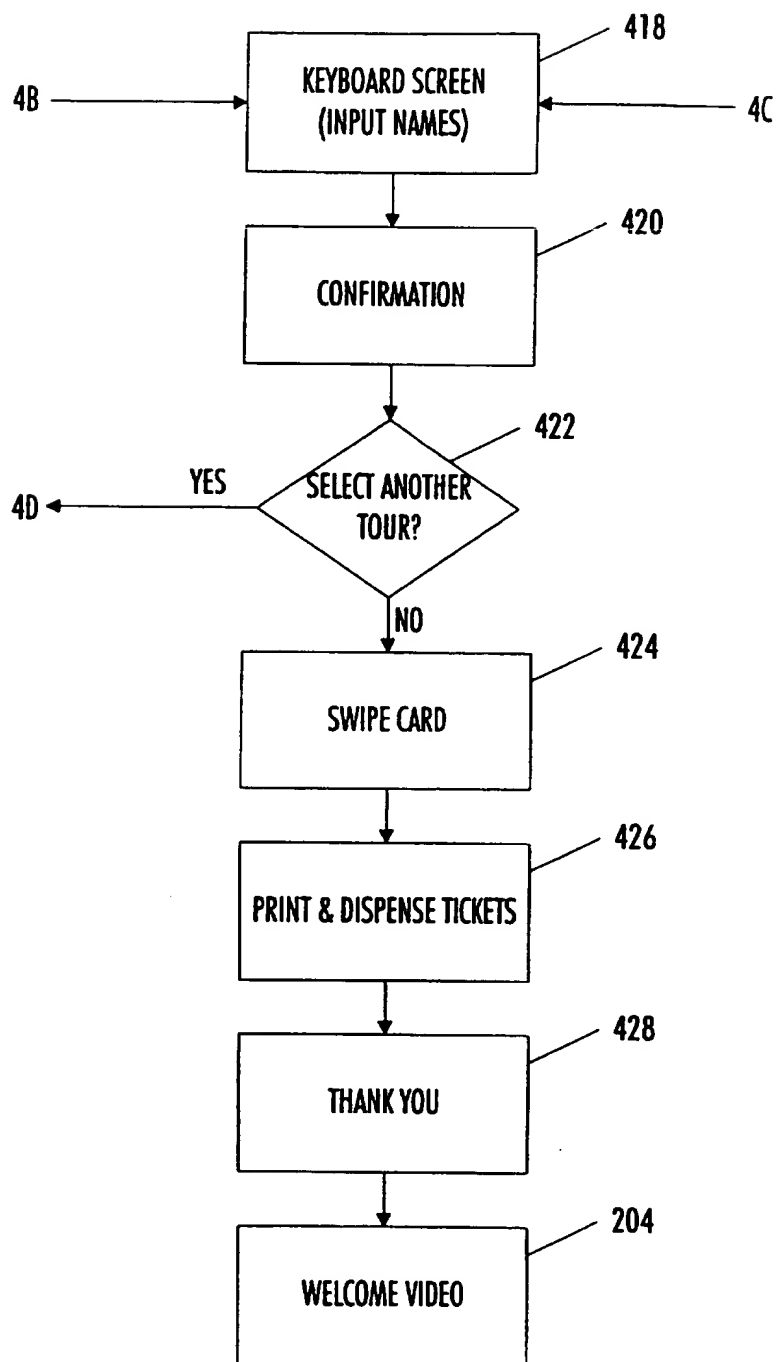 418
KEYBOARD SCREEN
(INPUT NAMES)
4B
4C
420
CONFIRMATION
422
YES
SELECT ANOTHER
TOUR?
4D
NO
424
SWIPE CARD
426
PRINT & DISPENSE TICKETS
428
THANK YOU
204
WELCOME VIDEO